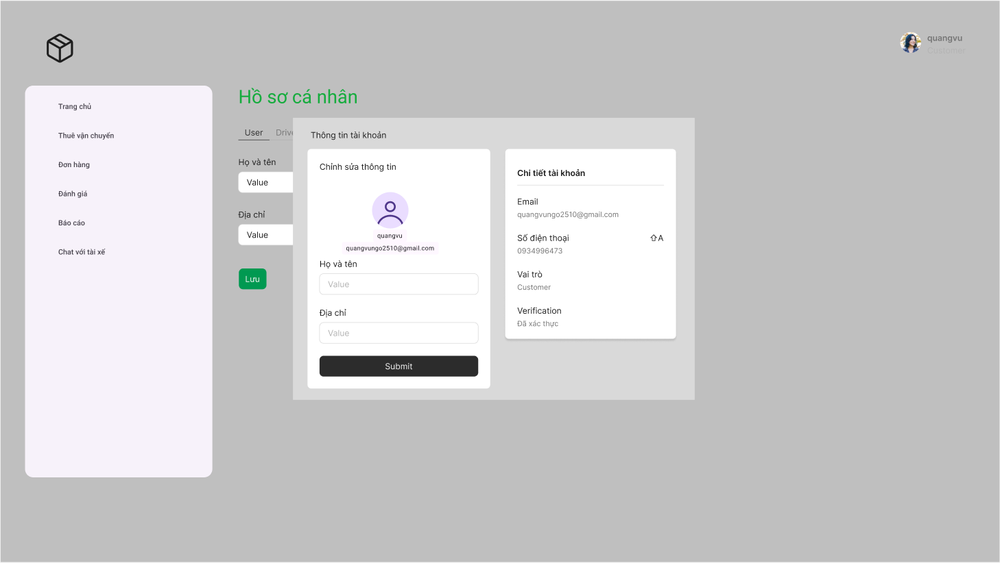 quangvu
Customer
Trang chủ
Thuê vận chuyển
Đơn hàng
Đánh giá
Báo cáo
Chat với tài xế
Hồ sơ cá nhân
User
Drive
Họ và tên
Value
Địa chỉ
Value
Lưu
Thông tin tài khoản
Chỉnh sửa thông tin
quangvu
quangvungo2510@gmail.com
Họ và tên
Value
Địa chỉ
Value
Submit
Chi tiết tài khoản
Email
quangvungo2510@gmail.com
Số điện thoại
A
0934996473
Vai trò
Customer
Verification
Đã xác thực